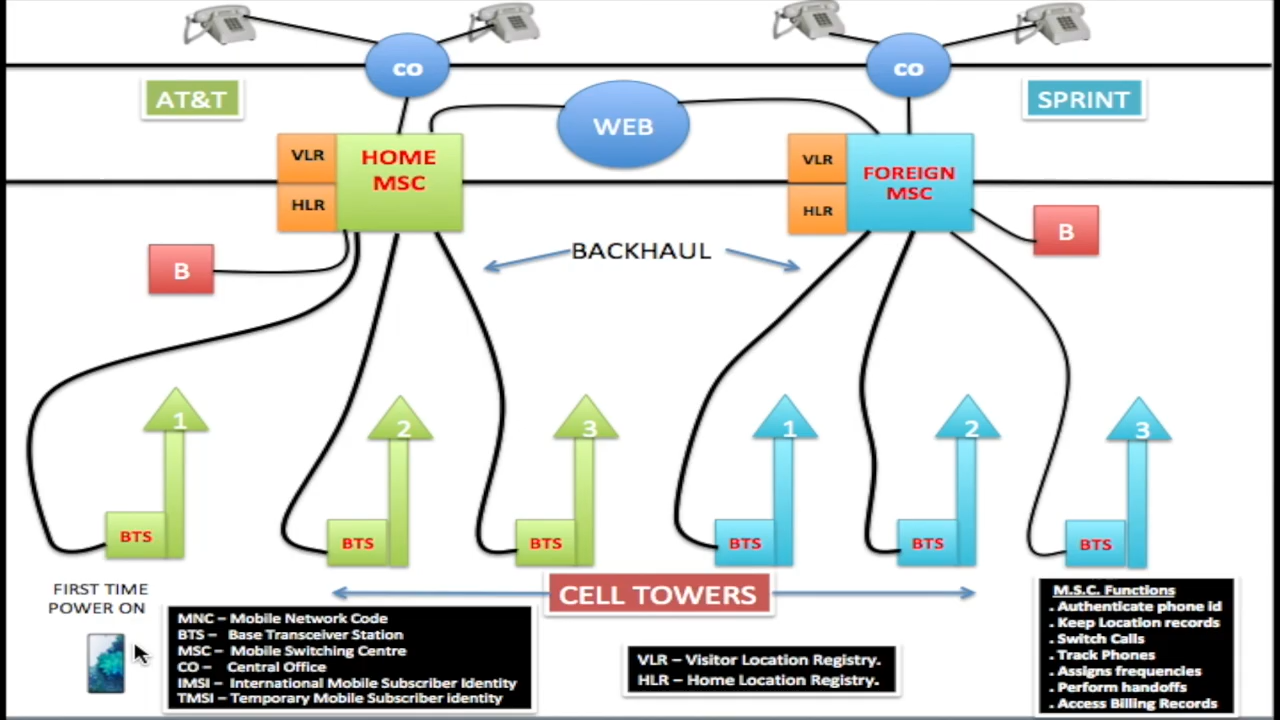 CO
CO
AT&T
SPRINT
WEB
VLR
HOME
MSC
HLR
VLR
FOREIGN
MSC
HLR
B
B
BACKHAUL
1
2
3
1
2
3
BTS
BTS
BTS
BTS
BTS
BTS
FIRST TIME
POWER ON
CELL TOWERS
MNC – Mobile Network Code
BTS – Base Transceiver Station
MSC – Mobile Switching Centre
CO – Central Office
IMSI – International Mobile Subscriber Identity
TMSI – Temporary Mobile Subscriber identity
VLR – Visitor Location Registry.
HLR – Home Location Registry.
M.S.C. Functions
. Authenticate phone id
. Keep Location records
. Switch Calls
. Track Phones
. Assigns frequencies
. Perform handoffs
. Access Billing Records